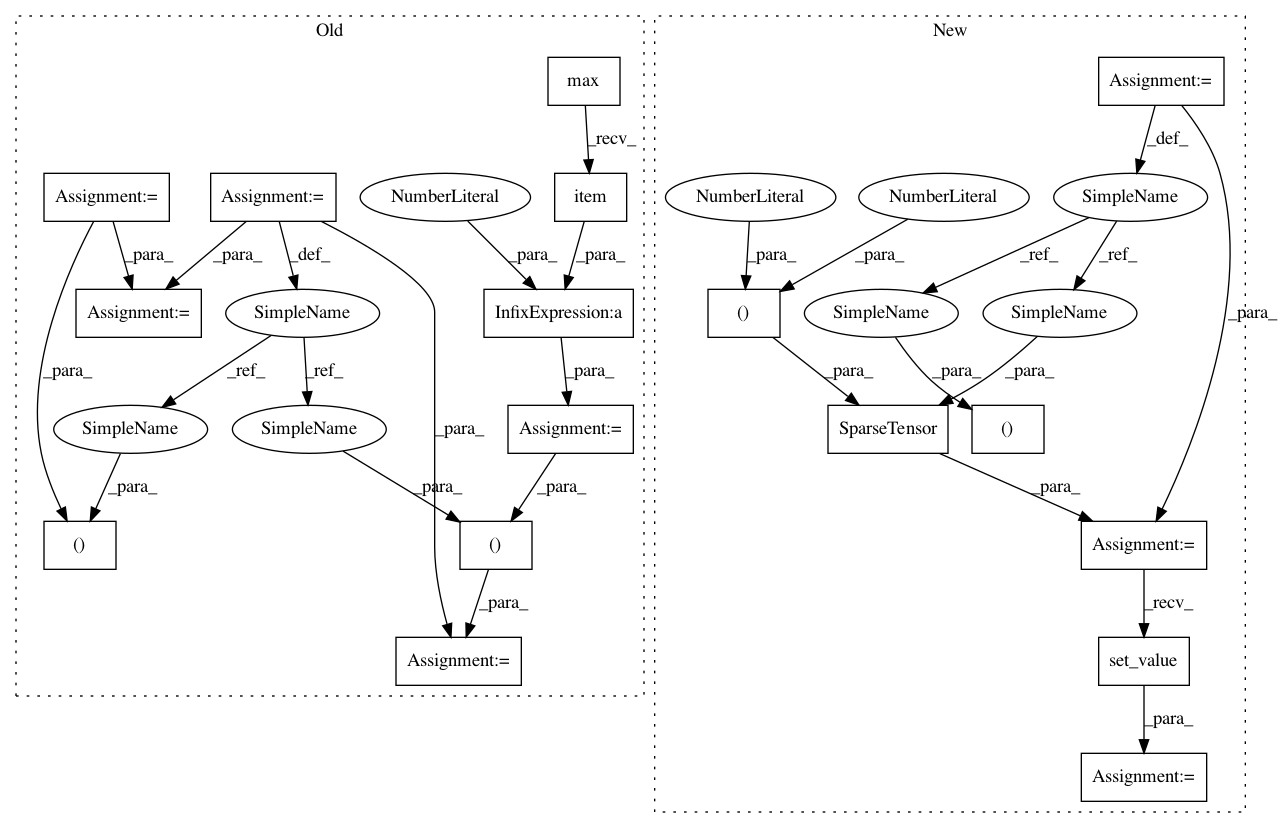 Old
New
max
Assignment:=
_recv_
_def_
Assignment:=
Assignment:=
NumberLiteral
item
NumberLiteral
NumberLiteral
SimpleName
_para_
_para_
_def_
_para_
_para_
_para_
_para_
_ref_
_ref_
Assignment:=
SimpleName
InfixExpression:a
()
SimpleName
SimpleName
_para_
_para_
_ref_
_ref_
_para_
_para_
_para_
_para_
SimpleName
SimpleName
_para_
Assignment:=
SparseTensor
()
_para_
_para_
_para_
_para_
()
()
Assignment:=
_para_
_recv_
Assignment:=
set_value
_para_
Assignment:=